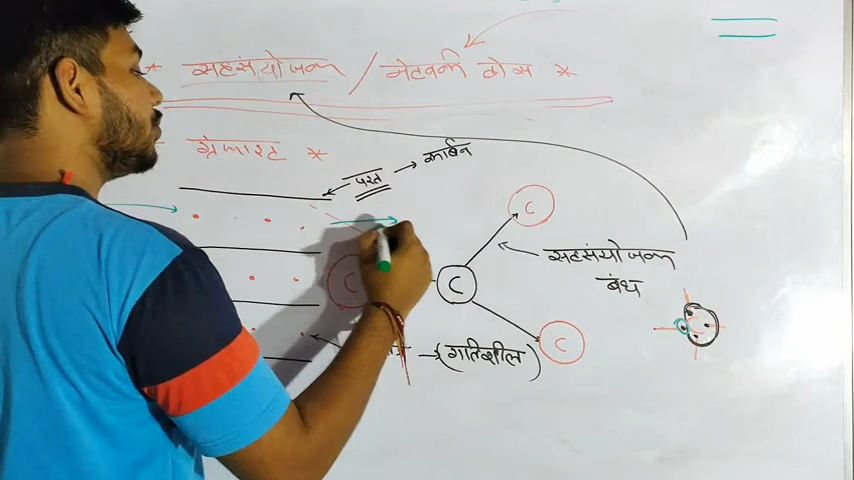 * सहसंयोजक / नेटवर्क ठोस *
ग्रेफाइट *
परत → कार्बन
C
C
C
C
सहसंयोजक
बंध
→ (गतिशील)